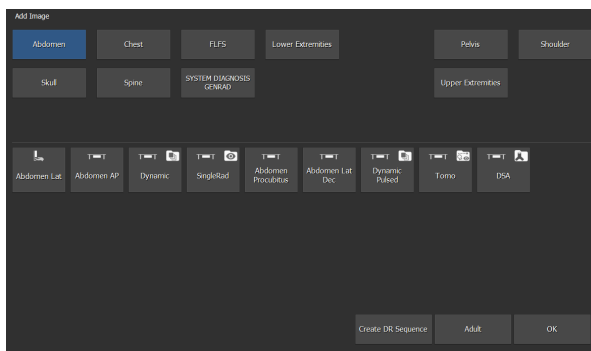 Add Image
Abdomen Chest FLFS Lower Extremities Pelvis Shoulder
Skull Spine SYSTEM DIAGNOSIS GENRAD Upper Extremities
Abdomen Lat Abdomen AP Dynamic SingleRad Abdomen Procubitus Abdomen Lat Dec Dynamic Pulsed Tomo DSA
Create DR Sequence Adult OK